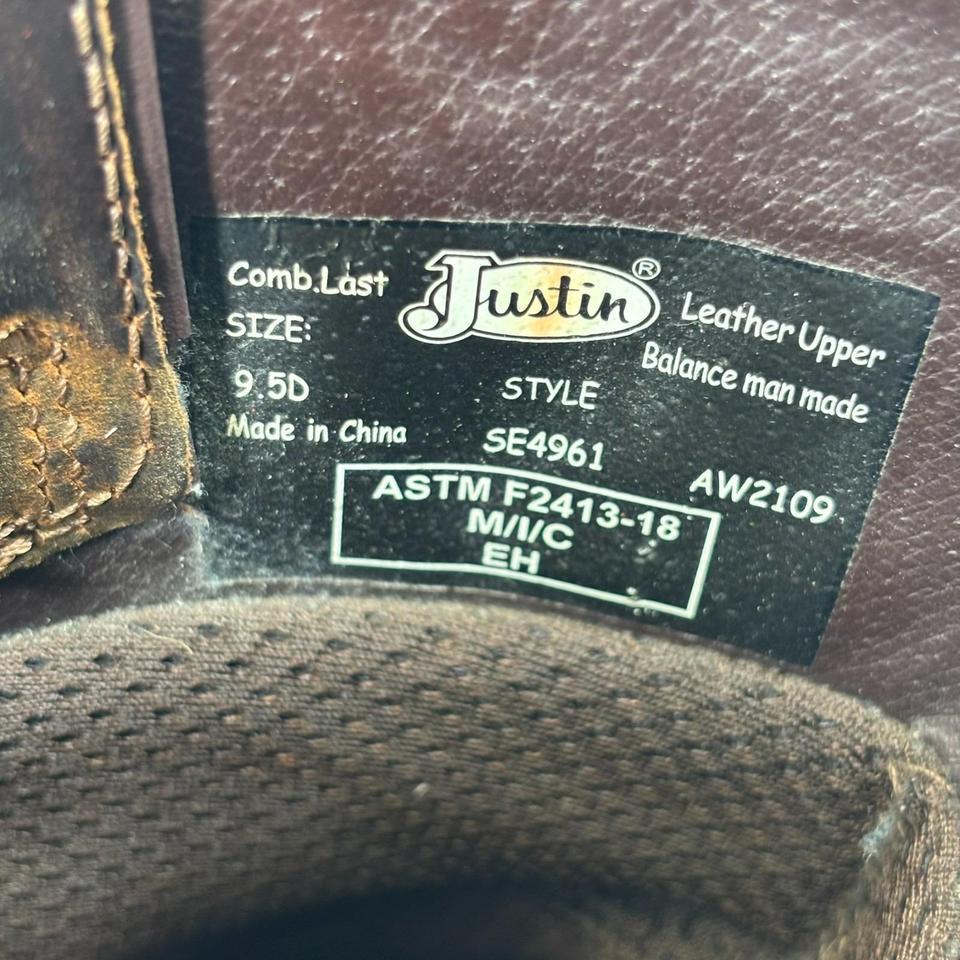 Comb.Last
Justin®
Leather Upper
SIZE:
Balance man made
9.5D
STYLE
Made in China
SE4961
AW2109
ASTM F2413-18
M/I/C
EH